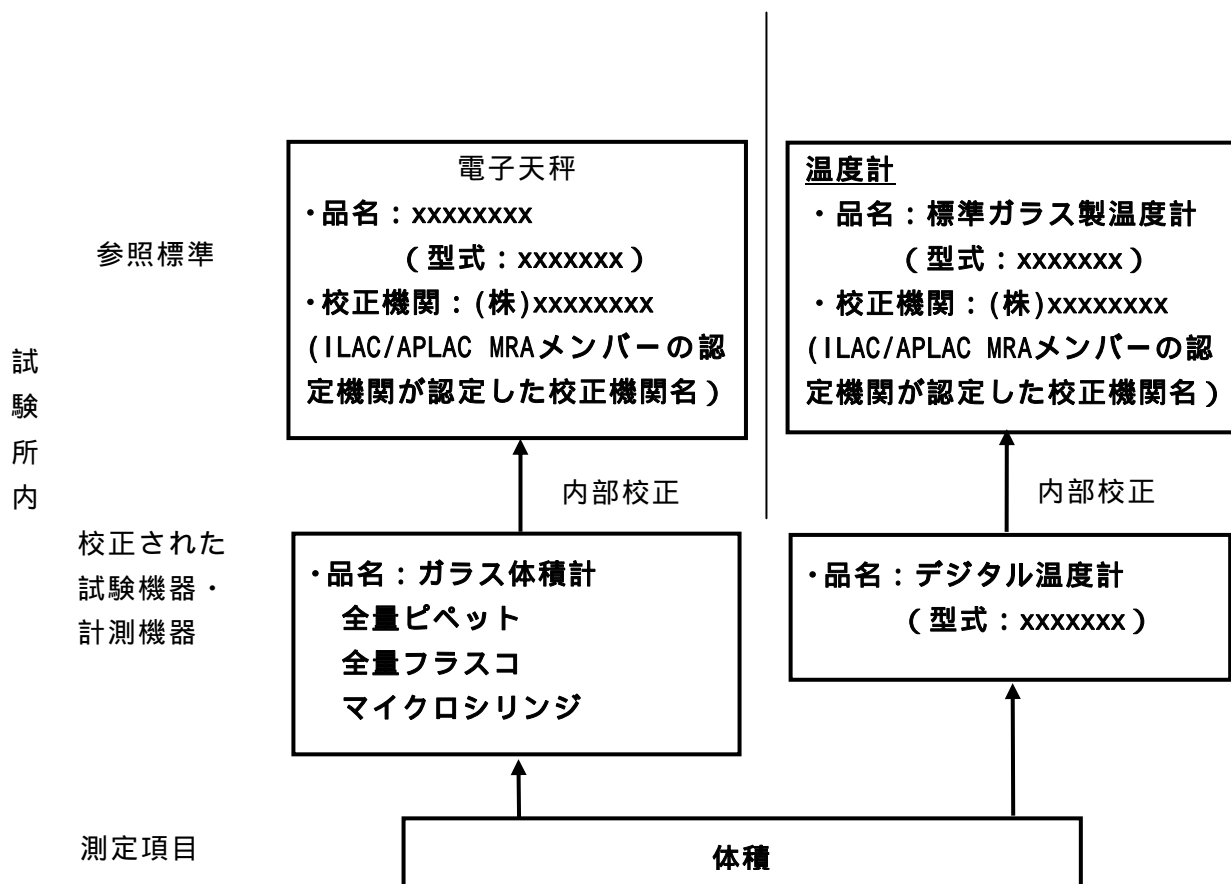 電子天秤
・品名：xxxxxxxx
（型式：xxxxxxx）
・校正機関：(株)xxxxxxxx
(ILAC/APLAC MRAメンバーの認
定機関が認定した校正機関名）
温度計
・品名：標準ガラス製温度計
（型式：xxxxxxx）
・校正機関：(株)xxxxxxxx
(ILAC/APLAC MRAメンバーの認
定機関が認定した校正機関名）
参照標準
試
験
所
内
内部校正
内部校正
校正された
試験機器・
計測機器
・品名：ガラス体積計
全量ピペット
全量フラスコ
マイクロシリンジ
・品名：デジタル温度計
（型式：xxxxxxx）
測定項目
体積